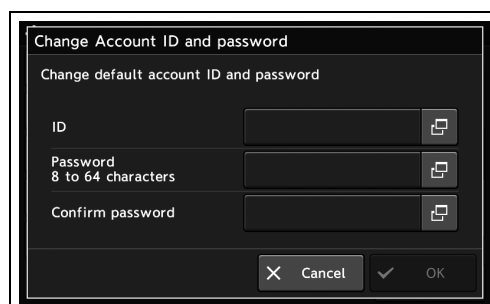 Change Account ID and password
Change default account ID and password
ID
Password
8 to 64 characters
Confirm password
Cancel
OK